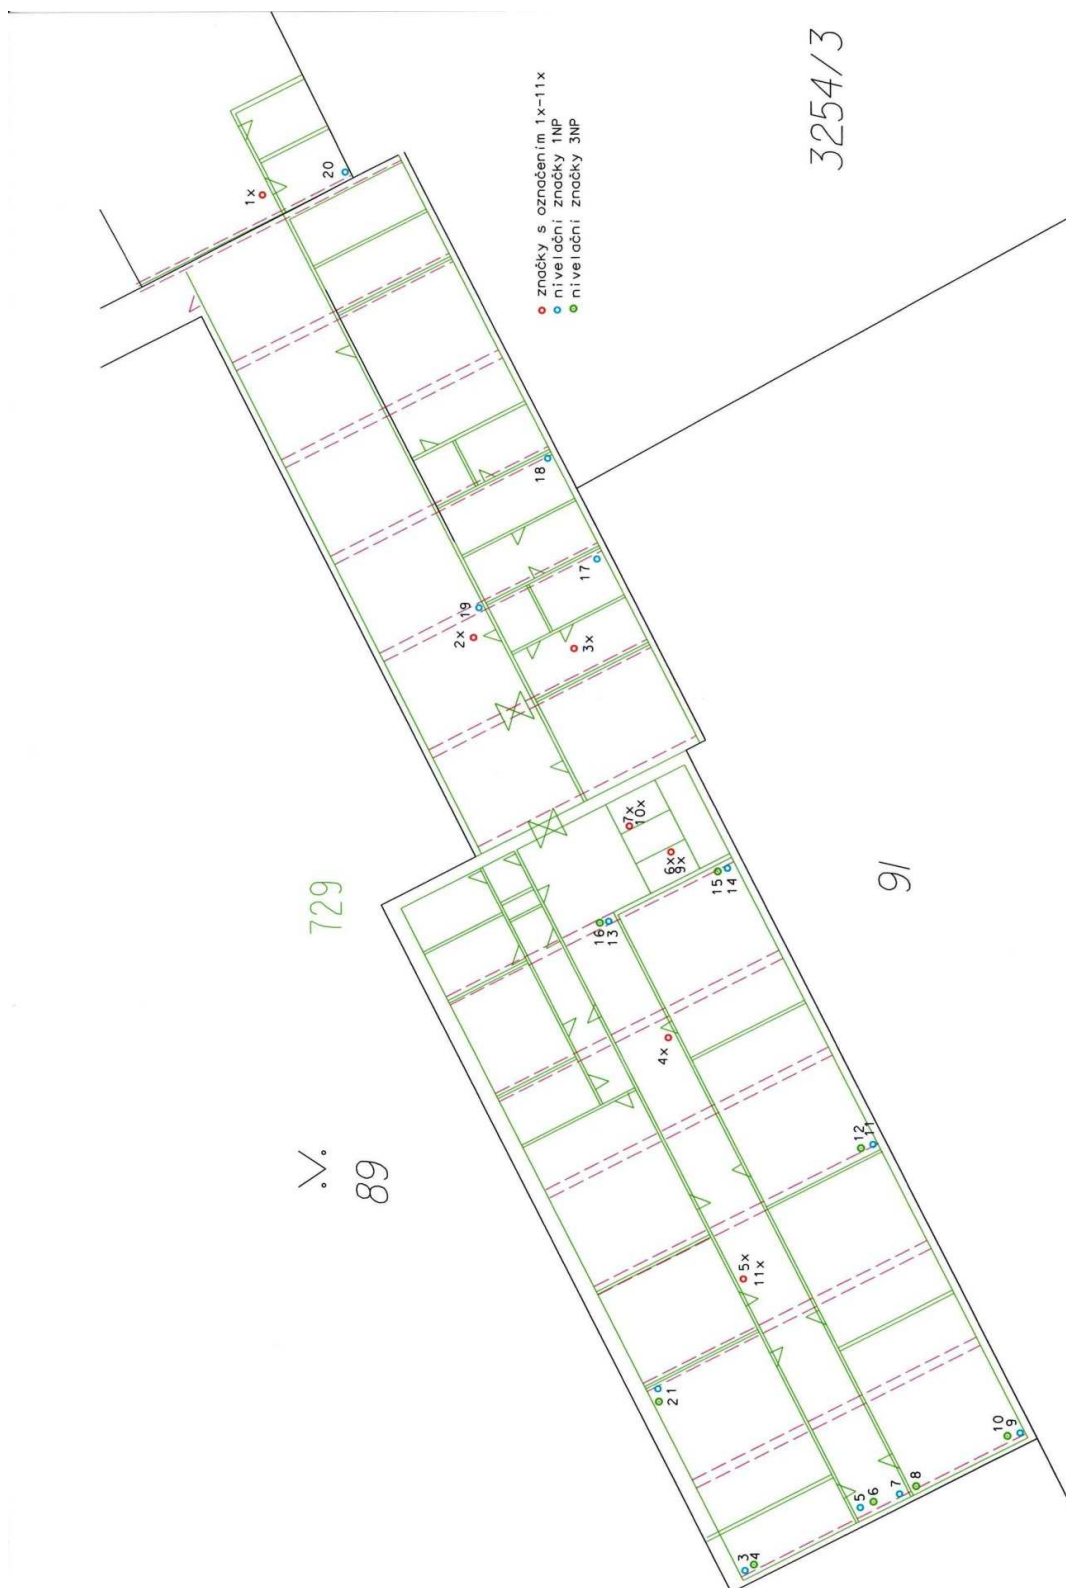 3254/3
značky s označením 1x-11x
nivelační značky 1NP
nivelační značky 3NP
1x
20
18
19
2x
17
3x
729
7x
10x
6x
9x
15
14
91
16
13
4x
.V.
89
12
11
5x
11x
21
10
9
8
7
5
6
3
4